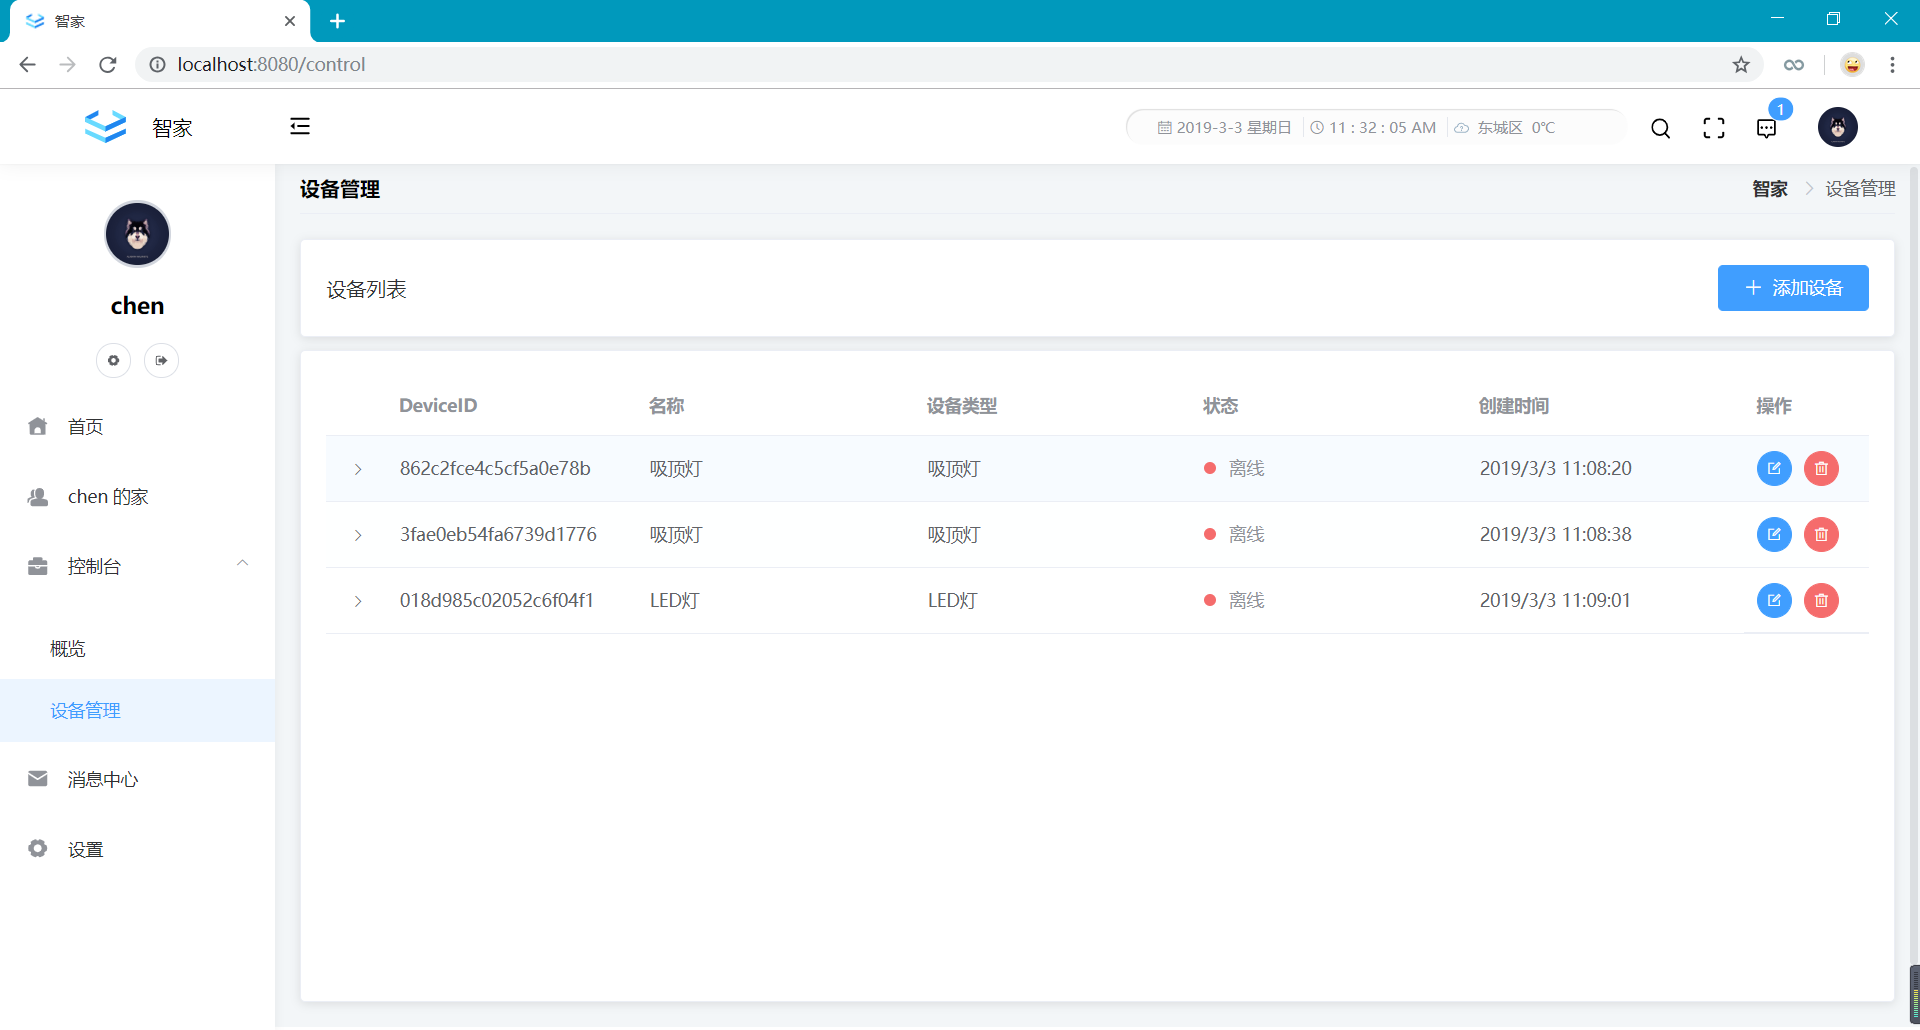 智家
localhost:8080/control
智家
2019-3-3 星期日
11 : 32 : 05 AM
东城区 0℃
1
chen
首页
chen 的家
控制台
概览
设备管理
消息中心
设置
设备管理
智家 > 设备管理
设备列表
添加设备
DeviceID 名称 设备类型 状态 创建时间 操作
862c2fce4c5cf5a0e78b 吸顶灯 吸顶灯 离线 2019/3/3 11:08:20
3fae0eb54fa6739d1776 吸顶灯 吸顶灯 离线 2019/3/3 11:08:38
018d985c02052c6f04f1 LED灯 LED灯 离线 2019/3/3 11:09:01